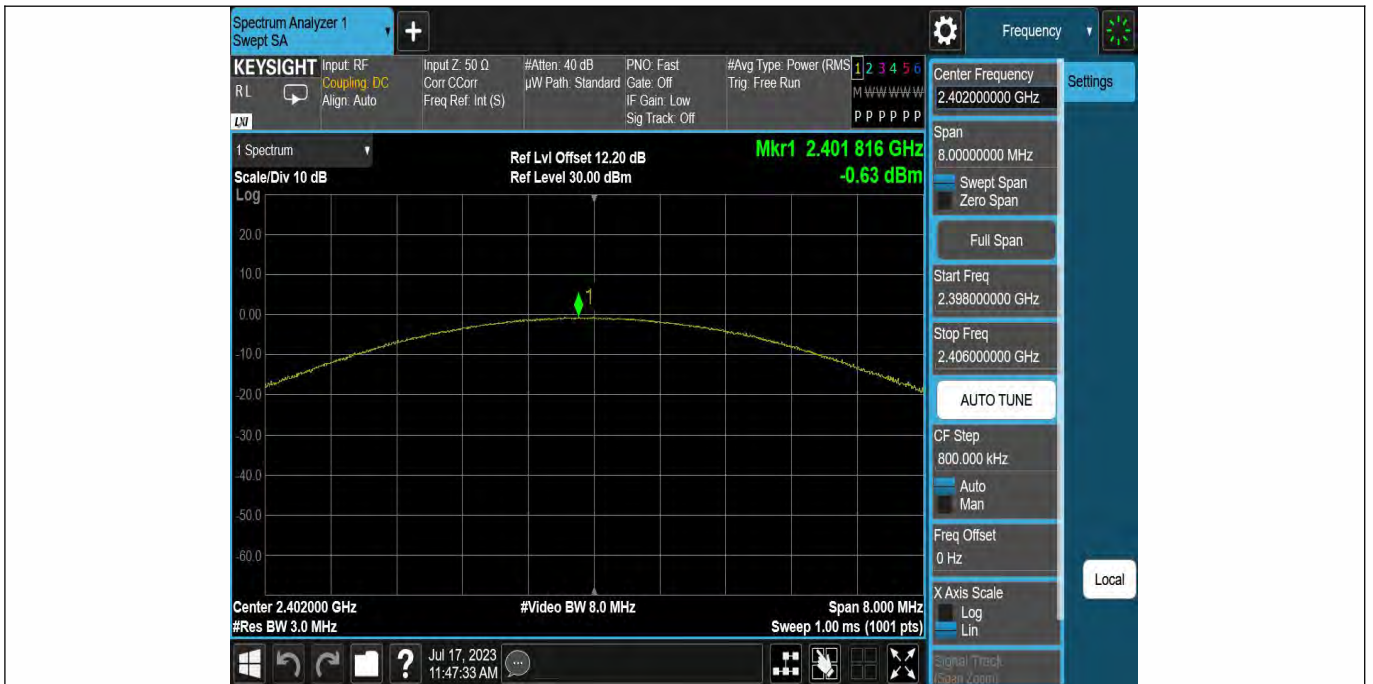 Spectrum Analyzer 1
Swept SA
+
Frequency
KEYSIGHT
RL
LXI
Input: RF
Coupling: DC
Align: Auto
Input Z: 50 Ω
Corr CCorr
Freq Ref: Int (S)
#Atten: 40 dB
µW Path: Standard
PNO: Fast
Gate: Off
IF Gain: Low
Sig Track: Off
#Avg Type: Power (RMS
Trig: Free Run
1 2 3 4 5 6
M W W W W W
P P P P P P
1 Spectrum
Scale/Div 10 dB
Ref Lvl Offset 12.20 dB
Ref Level 30.00 dBm
Mkr1 2.401 816 GHz
-0.63 dBm
Log
20.0
10.0
0.00
-10.0
-20.0
-30.0
-40.0
-50.0
-60.0
1
Center 2.402000 GHz
#Res BW 3.0 MHz
#Video BW 8.0 MHz
Span 8.000 MHz
Sweep 1.00 ms (1001 pts)
Center Frequency
2.402000000 GHz
Settings
Span
8.00000000 MHz
Swept Span
Zero Span
Full Span
Start Freq
2.398000000 GHz
Stop Freq
2.406000000 GHz
AUTO TUNE
CF Step
800.000 kHz
Auto
Man
Freq Offset
0 Hz
X Axis Scale
Log
Lin
Local
Signal Track
(Span Zoom)
?
Jul 17, 2023
11:47:33 AM